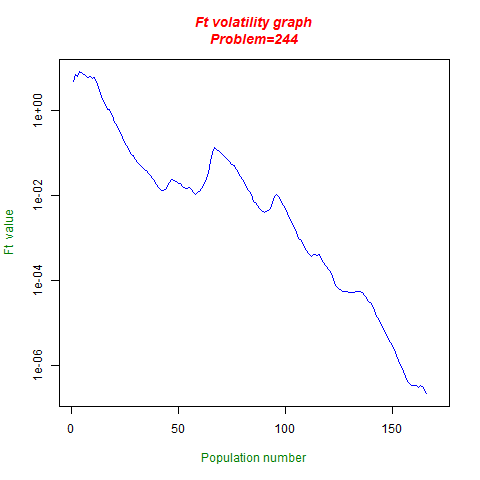 Ft volatility graph
Problem=244
Ft value
1e+00
1e-02
1e-04
1e-06
0 50 100 150
Population number